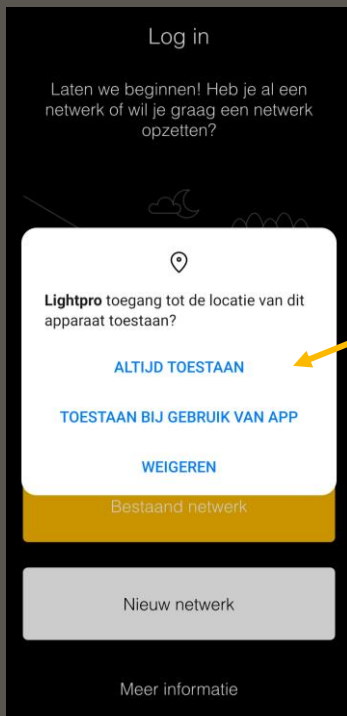 Log in
Laten we beginnen! Heb je al een
netwerk of wil je graag een netwerk
opzetten?
Lightpro toegang tot de locatie van dit
apparaat toestaan?
ALTIJD TOESTAAN
TOESTAAN BIJ GEBRUIK VAN APP
WEIGEREN
Bestaand netwerk
Nieuw netwerk
Meer informatie